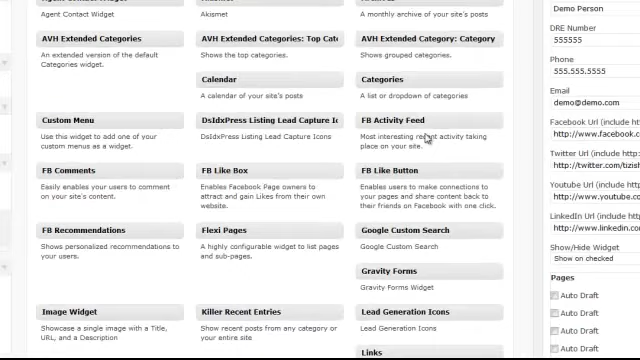 Agent Contact Widget
Akismet
A monthly archive of your site's posts
AVH Extended Categories
AVH Extended Categories: Top Cate
AVH Extended Category: Category
An extended version of the default
Categories widget.
Shows the top categories.
Shows grouped categories.
Calendar
Categories
A calendar of your site's posts
A list or dropdown of categories
Custom Menu
DsIdxPress Listing Lead Capture Ic
FB Activity Feed
Use this widget to add one of your
custom menus as a widget.
DsIdxPress Listing Lead Capture Icons
Most interesting recent activity taking
place on your site.
FB Comments
FB Like Box
FB Like Button
Easily enables your users to comment
on your site's content.
Enables Facebook Page owners to
attract and gain Likes from their own
website.
Enables users to make connections to
your pages and share content back to
their friends on Facebook with one click.
FB Recommendations
Flexi Pages
Google Custom Search
Shows personalized recommendations to
your users.
A highly configurable widget to list pages
and sub-pages.
Google Custom Search
Gravity Forms
Gravity Forms Widget
Image Widget
Killer Recent Entries
Lead Generation Icons
Showcase a single image with a Title,
URL, and a Description
Show recent posts from any category or
your entire site
Lead Generation Icons
Links
Demo Person
DRE Number
555555
Phone
555.555.5555
Email
demo@demo.com
Facebook Url (include http:
http://www.facebook.c
Twitter Url (include http:
http://twitter.com/tizish
Youtube Url (include http:
http://www.youtube.co
LinkedIn Url (include http:
http://www.linkedin.com
Show/Hide Widget
Show on checked
Pages
Auto Draft
Auto Draft
Auto Draft
Auto Draft